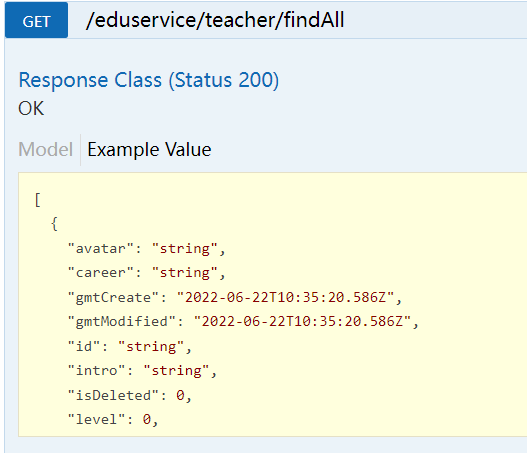 GET /eduservice/teacher/findAll
Response Class (Status 200)
OK
Model Example Value
[
{
"avatar": "string",
"career": "string",
"gmtCreate": "2022-06-22T10:35:20.586Z",
"gmtModified": "2022-06-22T10:35:20.586Z",
"id": "string",
"intro": "string",
"isDeleted": 0,
"level": 0,